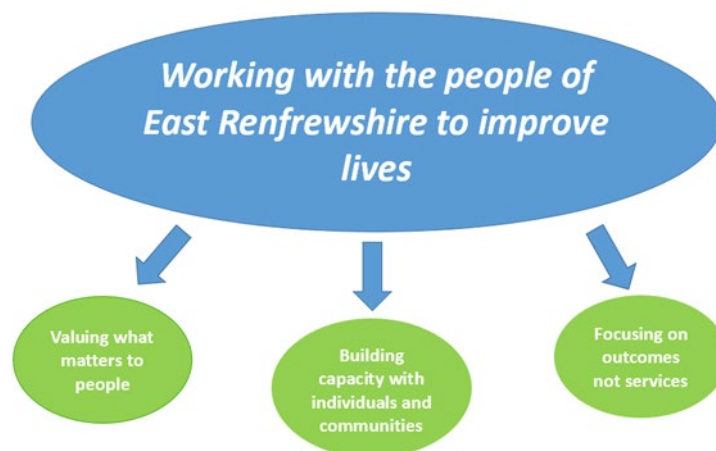 Working with the people of
East Renfrewshire to improve
lives
Valuing what
matters to
people
Building
capacity with
individuals and
communities
Focusing on
outcomes
not services